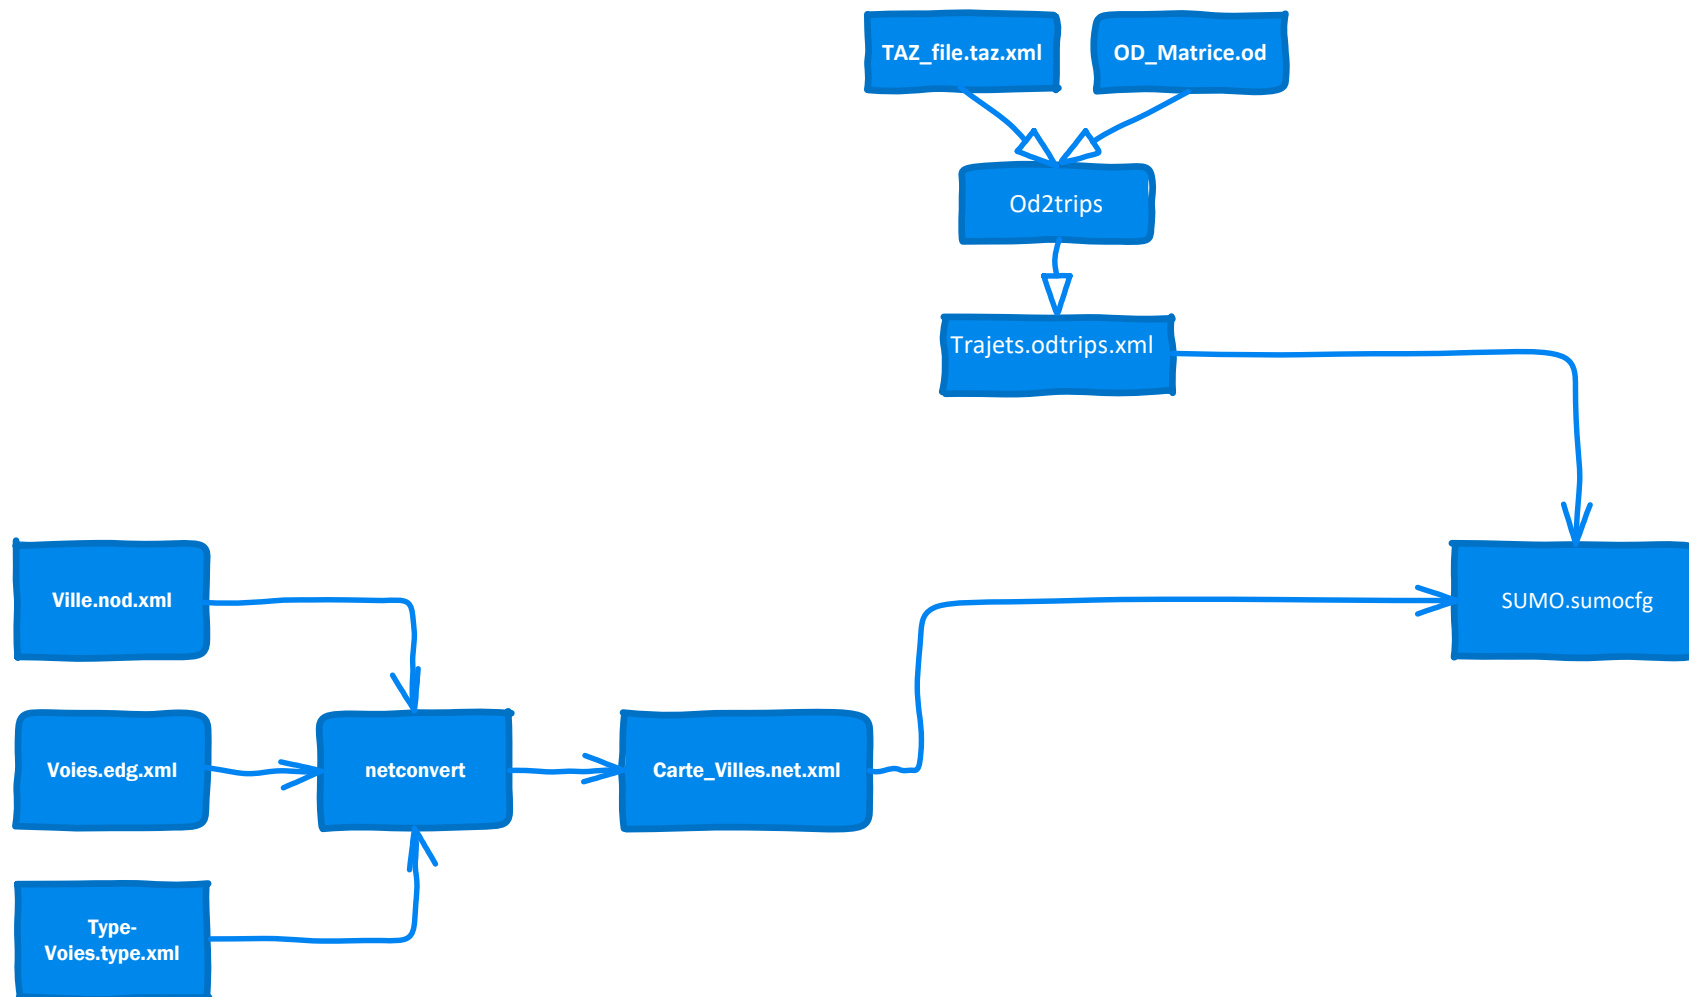 TAZ_file.taz.xml
OD_Matrice.od
Od2trips
Trajets.odtrips.xml
Ville.nod.xml
SUMO.sumocfg
Voies.edg.xml
netconvert
Carte_Villes.net.xml
Type-
Voies.type.xml